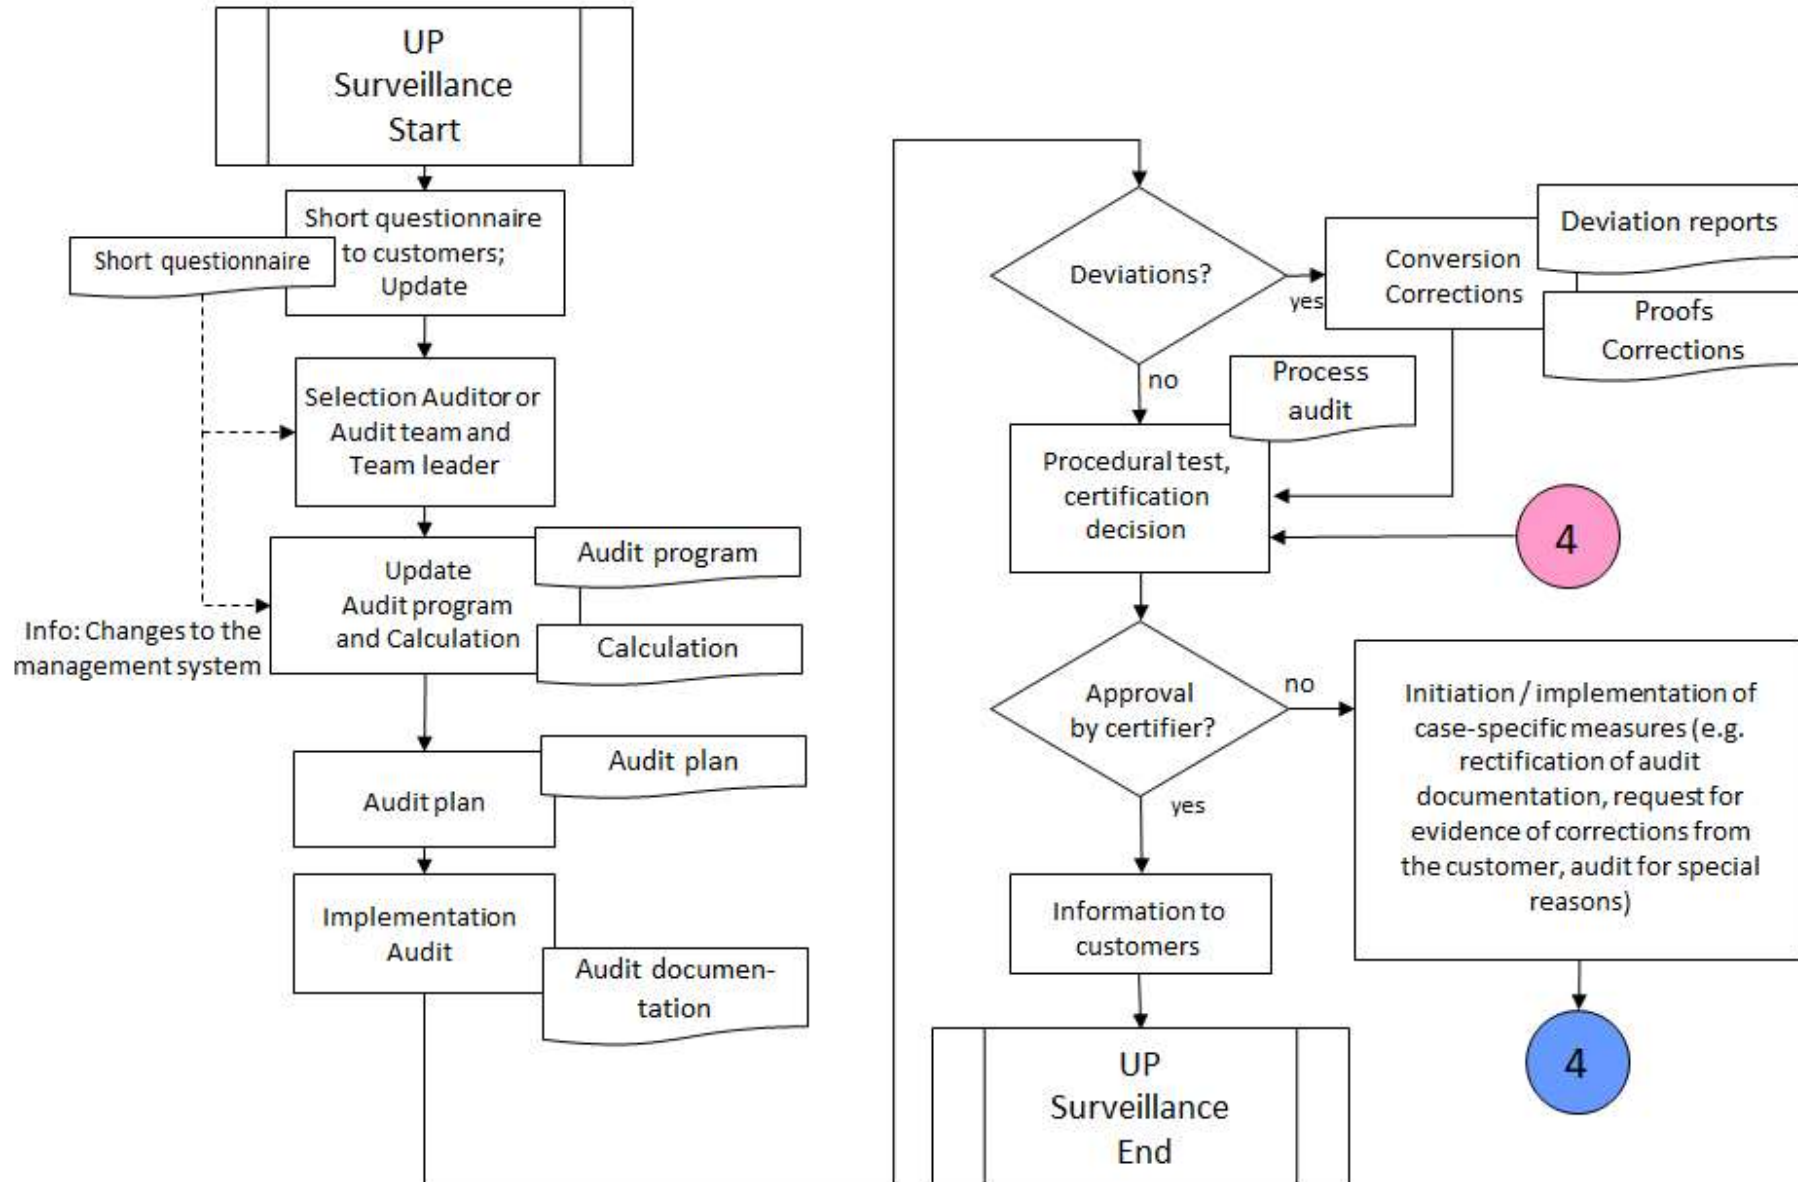 UP
Surveillance
Start
Short questionnaire
to customers;
Update
Short questionnaire
Selection Auditor or
Audit team and
Team leader
Update
Audit program
and Calculation
Audit program
Calculation
Info: Changes to the
management system
Audit plan
Audit plan
Implementation
Audit
Audit documen-
tation
Deviations?
yes
no
Conversion
Corrections
Deviation reports
Proofs
Corrections
Process
audit
Procedural test,
certification
decision
4
Approval
by certifier?
no
yes
Initiation / implementation of
case-specific measures (e.g.
rectification of audit
documentation, request for
evidence of corrections from
the customer, audit for special
reasons)
Information to
customers
4
UP
Surveillance
End